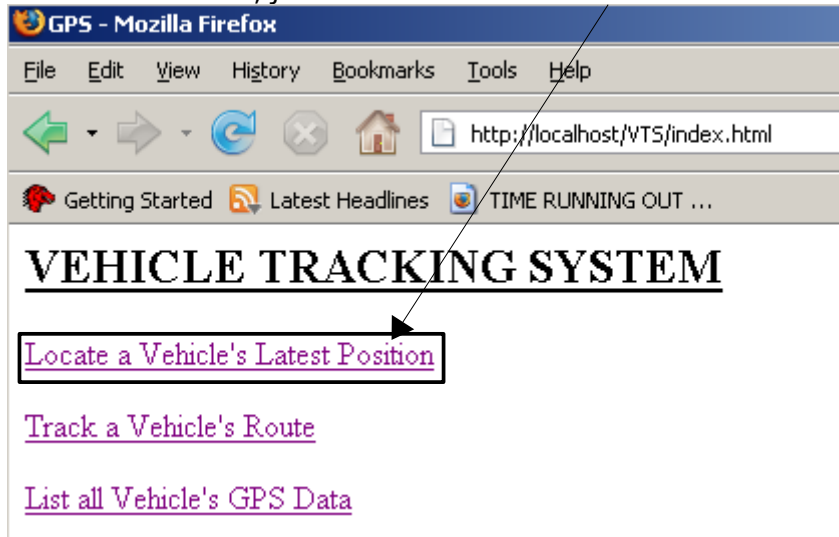 GPS - Mozilla Firefox
File Edit View History Bookmarks Tools Help
http://localhost/VTS/index.html
Getting Started Latest Headlines TIME RUNNING OUT ...
VEHICLE TRACKING SYSTEM
Locate a Vehicle's Latest Position
Track a Vehicle's Route
List all Vehicle's GPS Data